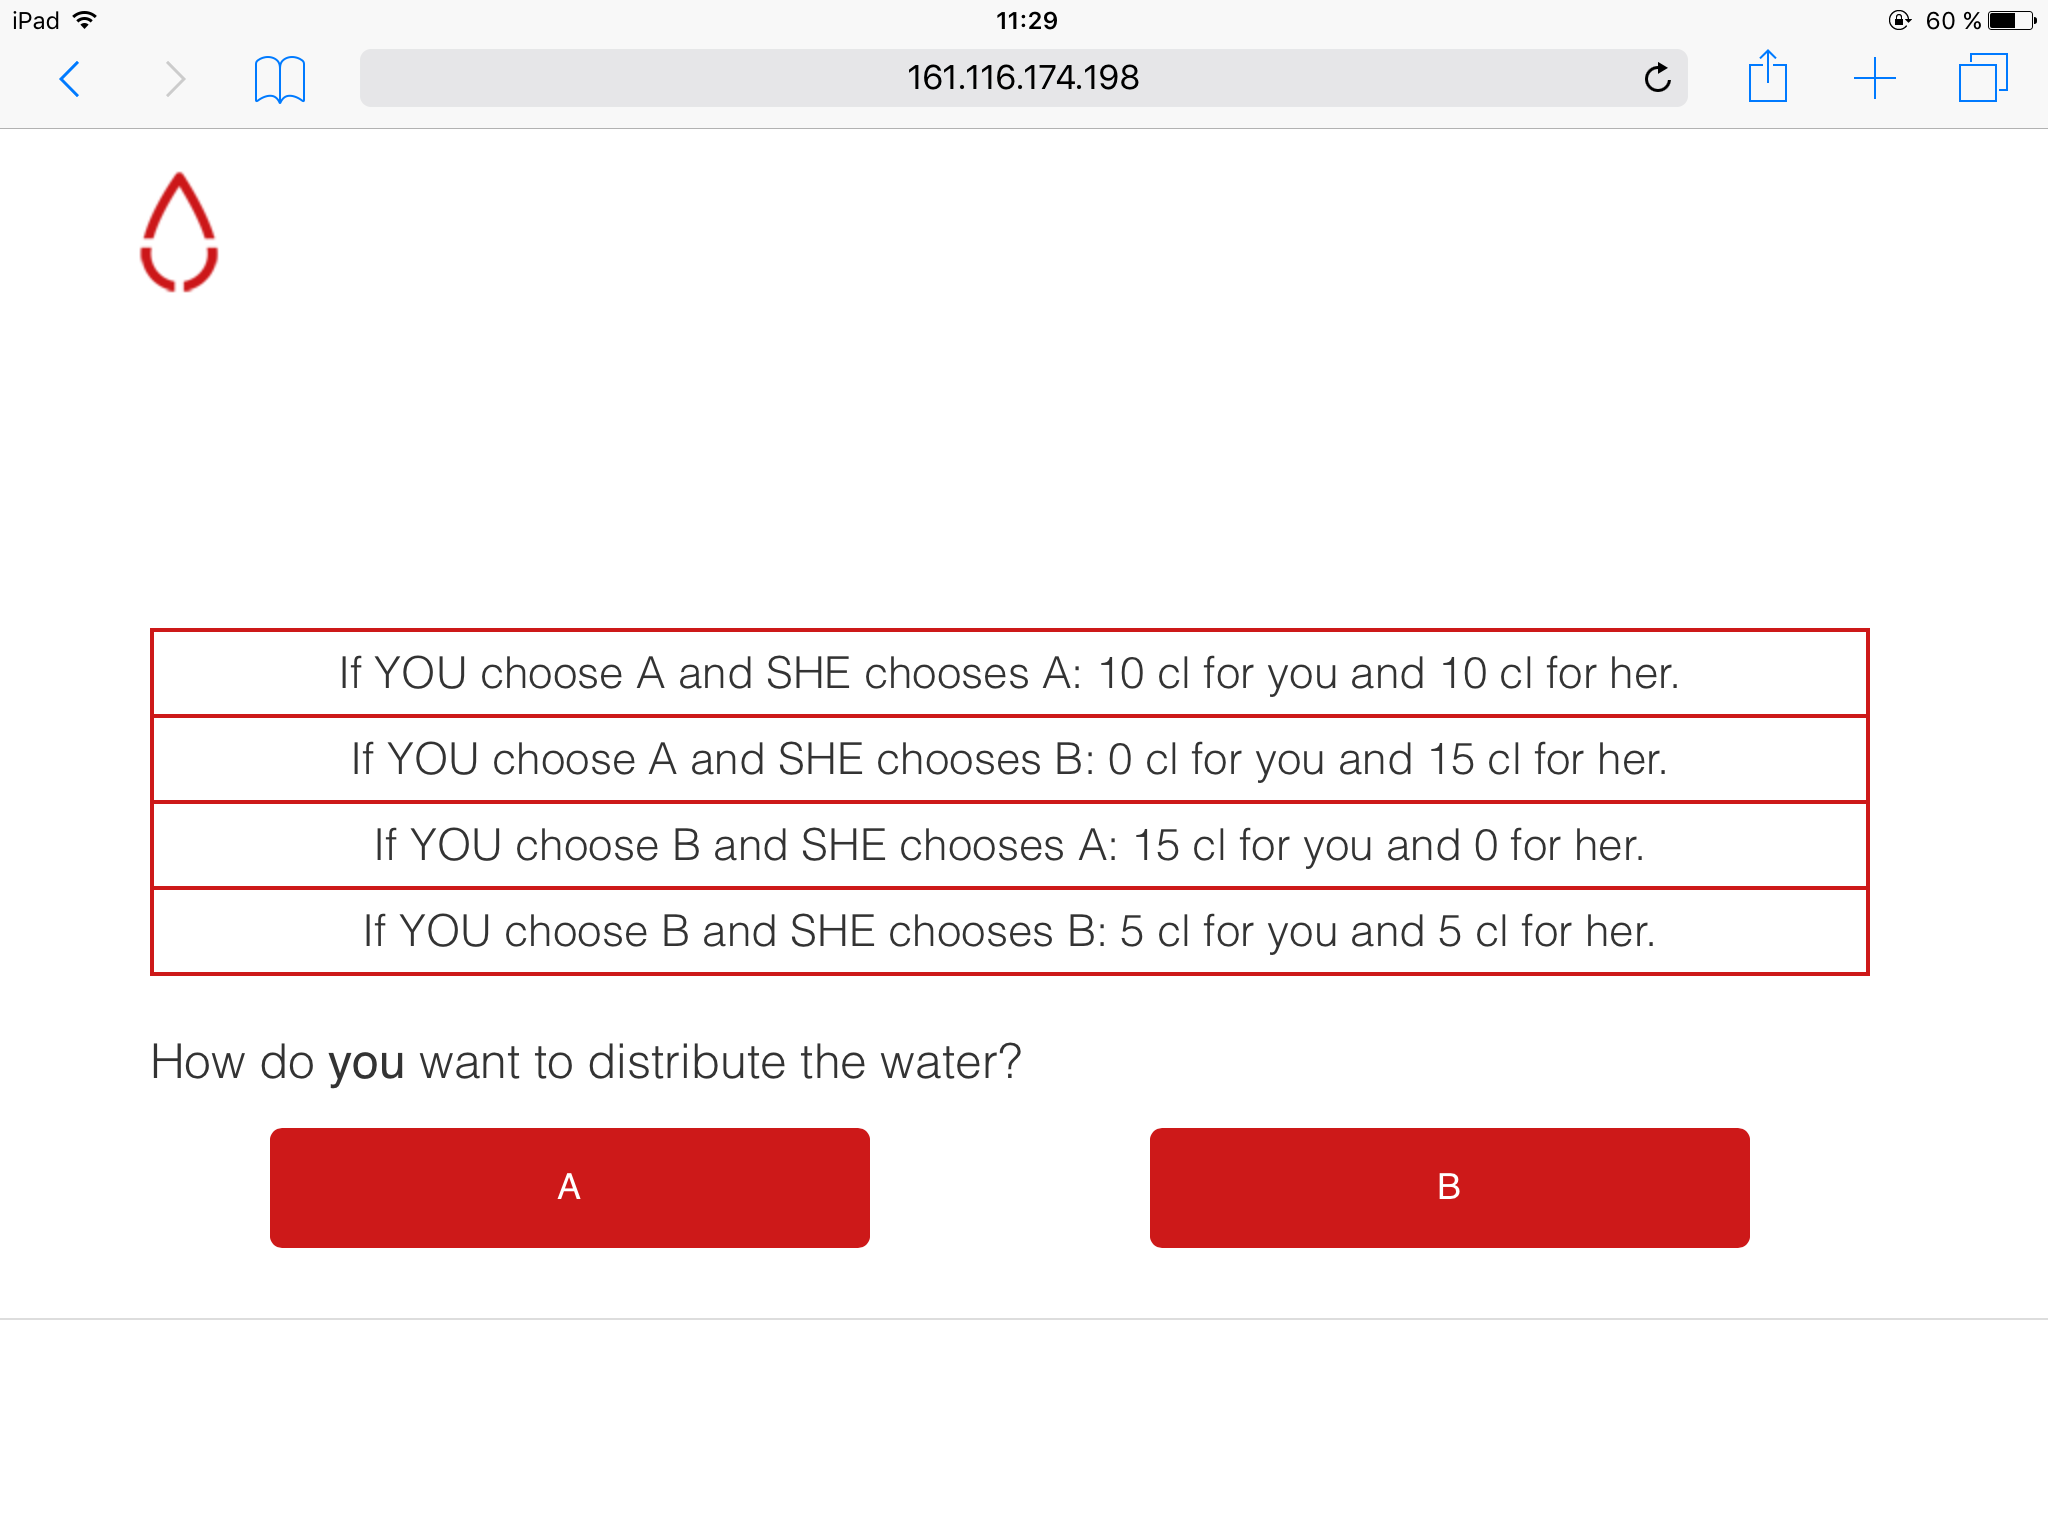 iPad 11:29 60 %
161.116.174.198
If YOU choose A and SHE chooses A: 10 cl for you and 10 cl for her.
If YOU choose A and SHE chooses B: 0 cl for you and 15 cl for her.
If YOU choose B and SHE chooses A: 15 cl for you and 0 for her.
If YOU choose B and SHE chooses B: 5 cl for you and 5 cl for her.
How do you want to distribute the water?
A B